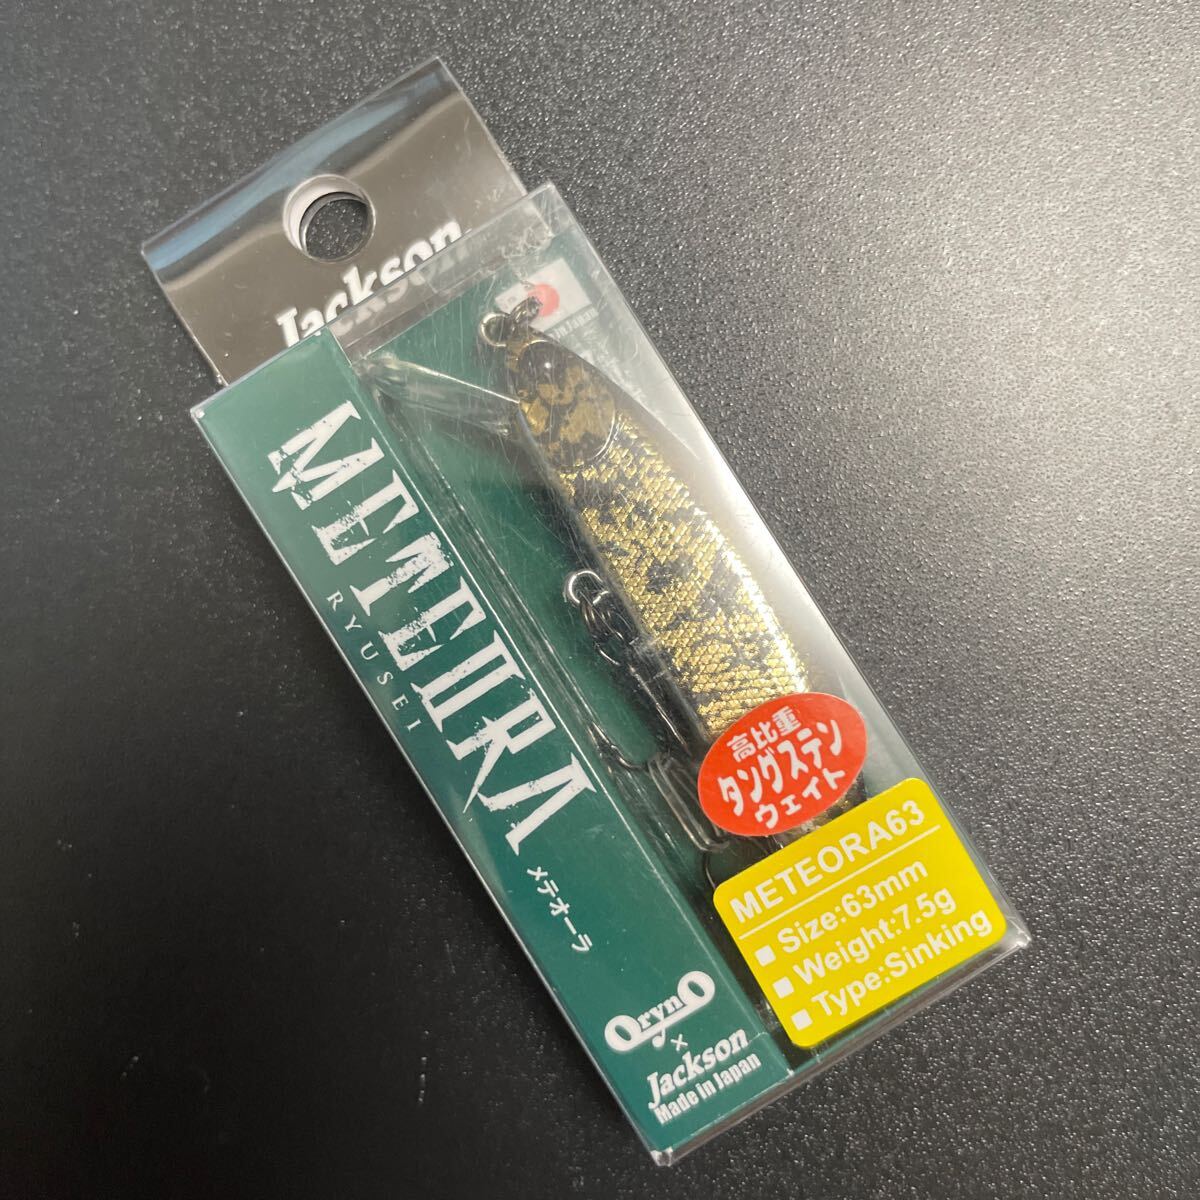 Jackson
METEORA
RYUSEI
メテオーラ
OrynO
×
Jackson
Made in Japan
高比重
タングステン
ウェイト
METEORA63
■ Size:63mm
■ Weight:7.5g
■ Type:Sinking